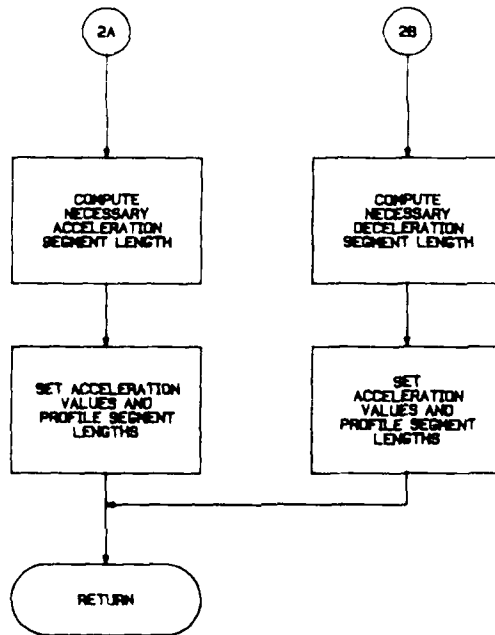 2A
2B
COMPUTE
NECESSARY
ACCELERATION
SEGMENT LENGTH
COMPUTE
NECESSARY
DECELERATION
SEGMENT LENGTH
SET ACCELERATION
VALUES AND
PROFILE SEGMENT
LENGTHS
SET
ACCELERATION
VALUES AND
PROFILE SEGMENT
LENGTHS
RETURN